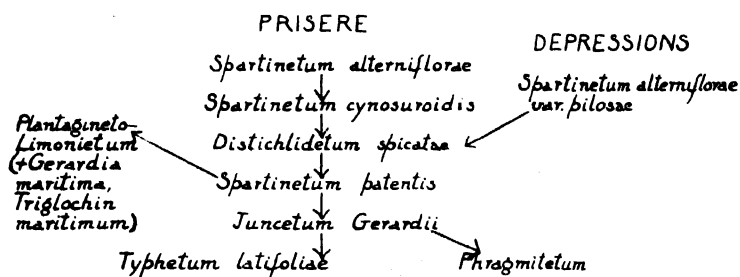 PRISERE
DEPRESSIONS
Spartinetum alterniflorae
Spartinetum alterniflorae
var. pilosae
Spartinetum cynosuroidis
Plantagineto-
Limonietum
(+Gerardia
maritima,
Triglochin
maritimum)
Distichlidetum spicatae
Spartinetum patentis
Juncetum Gerardii
Typhetum latifoliae
Phragmitetum